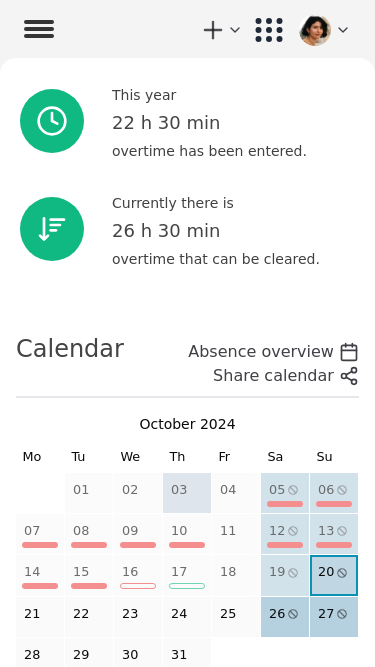 This year
22 h 30 min
overtime has been entered.
Currently there is
26 h 30 min
overtime that can be cleared.
Calendar
Absence overview
Share calendar
October 2024
Mo Tu We Th Fr Sa Su
01 02 03 04 05 06
07 08 09 10 11 12 13
14 15 16 17 18 19 20
21 22 23 24 25 26 27
28 29 30 31